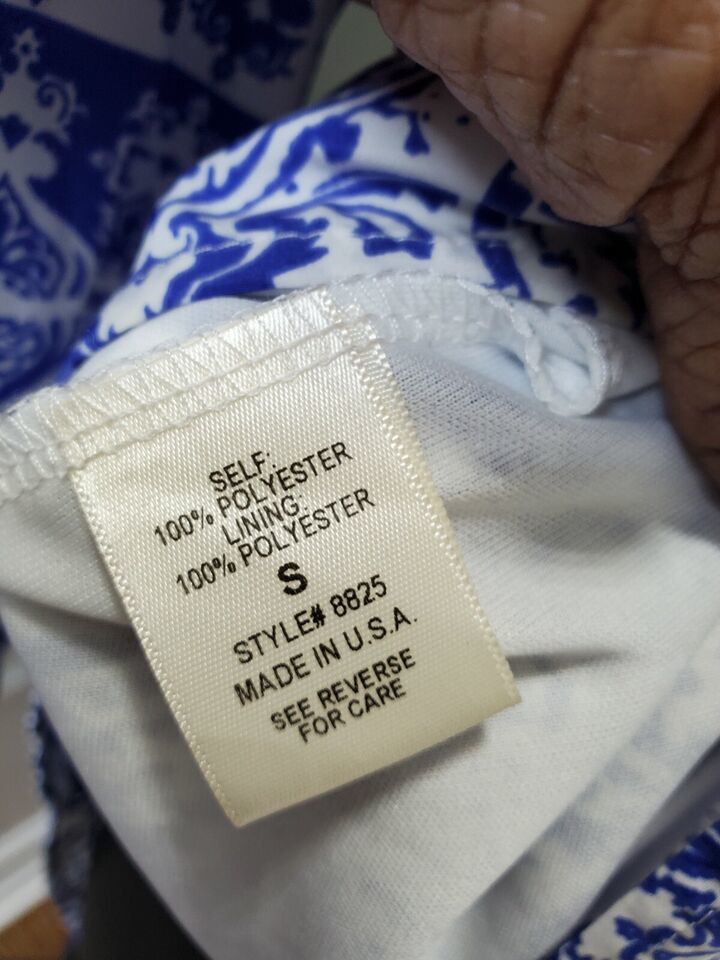 SELF:
100% POLYESTER
LINING:
100% POLYESTER
S
STYLE# 8825
MADE IN U.S.A.
SEE REVERSE
FOR CARE